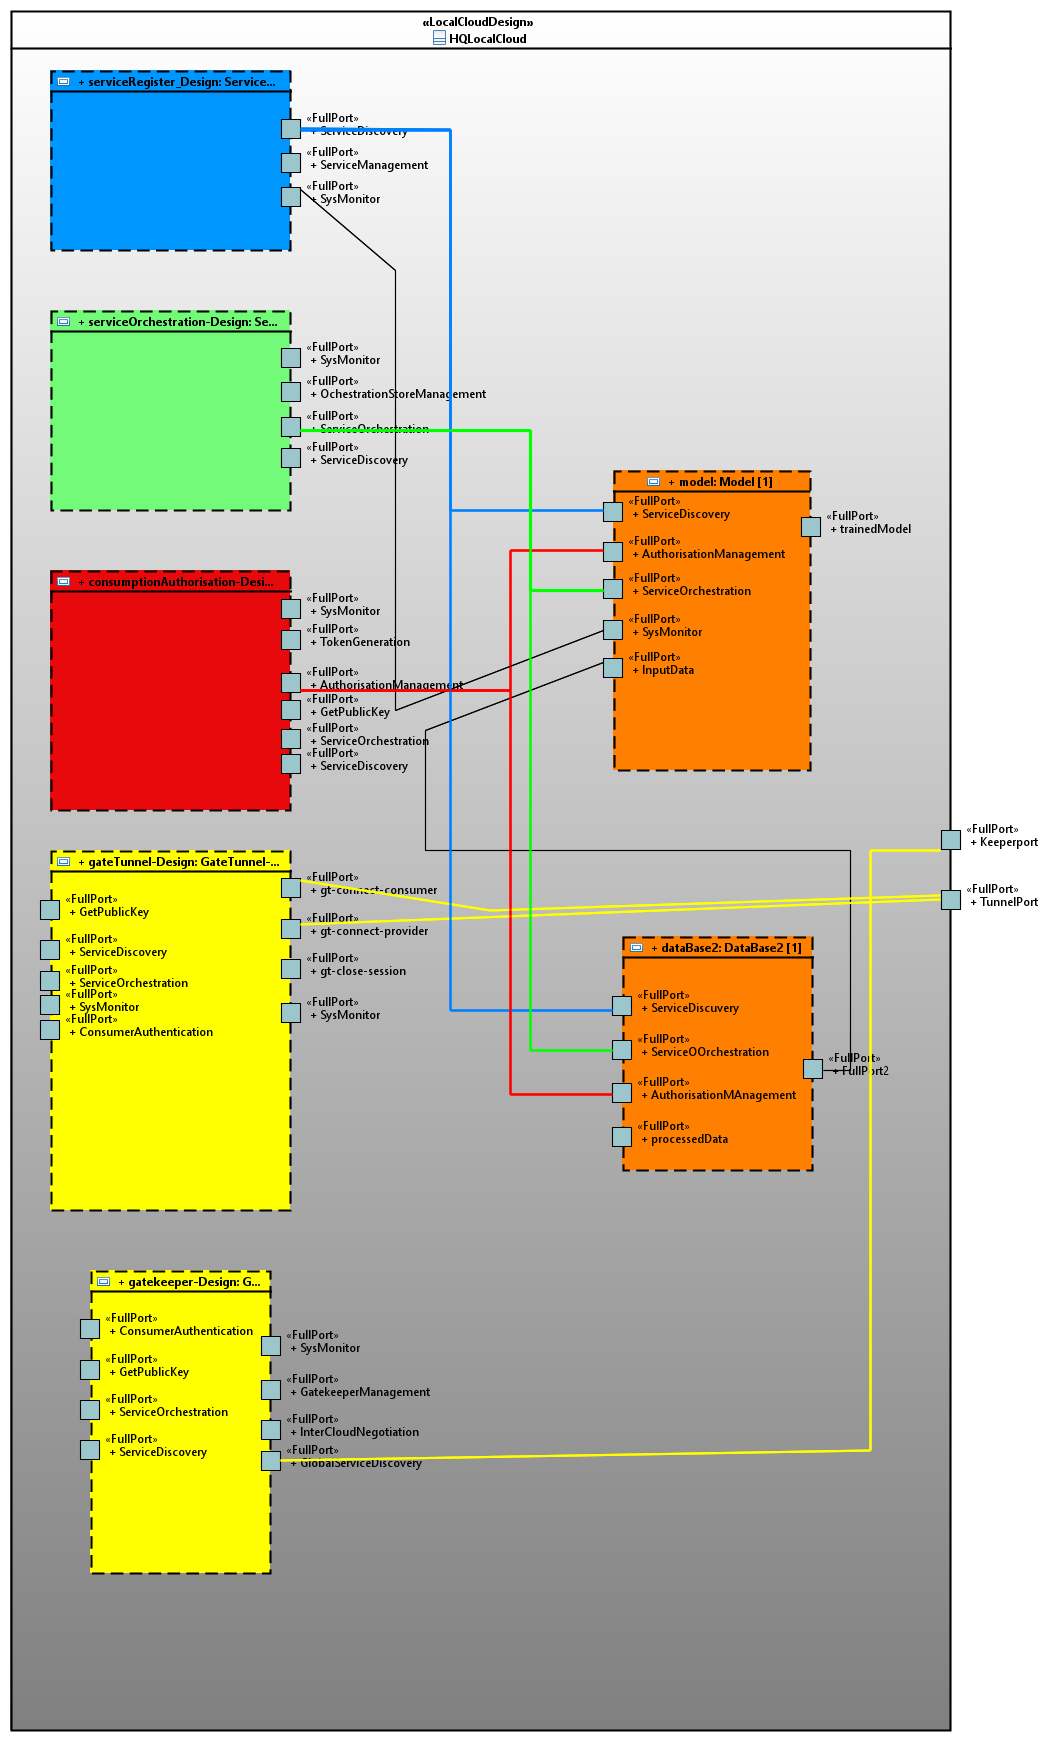 «LocalCloudDesign»
HQLocalCloud
+ serviceRegister_Design: Service...
«FullPort»
+ ServiceDiscovery
«FullPort»
+ ServiceManagement
«FullPort»
+ SysMonitor
+ serviceOrchestration-Design: Se...
«FullPort»
+ SysMonitor
«FullPort»
+ OchestrationStoreManagement
«FullPort»
+ ServiceOrchestration
«FullPort»
+ ServiceDiscovery
+ model: Model [1]
«FullPort»
+ ServiceDiscovery
«FullPort»
+ AuthorisationManagement
«FullPort»
+ ServiceOrchestration
«FullPort»
+ SysMonitor
«FullPort»
+ InputData
«FullPort»
+ trainedModel
+ consumptionAuthorisation-Desi...
«FullPort»
+ SysMonitor
«FullPort»
+ TokenGeneration
«FullPort»
+ AuthorisationManagement
«FullPort»
+ GetPublicKey
«FullPort»
+ ServiceOrchestration
«FullPort»
+ ServiceDiscovery
«FullPort»
+ Keeperport
«FullPort»
+ TunnelPort
+ gateTunnel-Design: GateTunnel-...
«FullPort»
+ GetPublicKey
«FullPort»
+ ServiceDiscovery
«FullPort»
+ ServiceOrchestration
«FullPort»
+ SysMonitor
«FullPort»
+ ConsumerAuthentication
«FullPort»
+ gt-connect-consumer
«FullPort»
+ gt-connect-provider
«FullPort»
+ gt-close-session
«FullPort»
+ SysMonitor
+ dataBase2: DataBase2 [1]
«FullPort»
+ ServiceDiscuvery
«FullPort»
+ ServiceOOrchestration
«FullPort»
+ AuthorisationMAnagement
«FullPort»
+ processedData
«FullPort»
+ FullPort2
+ gatekeeper-Design: G...
«FullPort»
+ ConsumerAuthentication
«FullPort»
+ GetPublicKey
«FullPort»
+ ServiceOrchestration
«FullPort»
+ ServiceDiscovery
«FullPort»
+ SysMonitor
«FullPort»
+ GatekeeperManagement
«FullPort»
+ InterCloudNegotiation
«FullPort»
+ GlobalServiceDiscovery